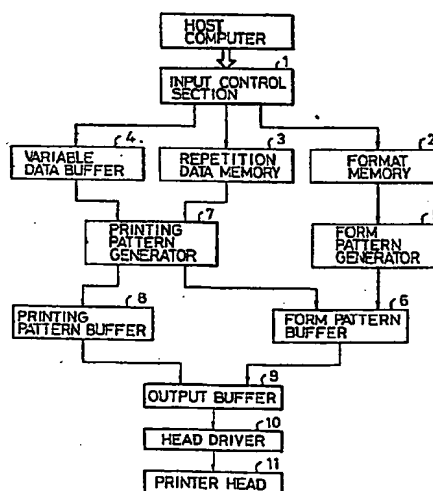 HOST
COMPUTER
1
INPUT CONTROL
SECTION
4
VARIABLE
DATA BUFFER
3
REPETITION
DATA MEMORY
2
FORMAT
MEMORY
7
PRINTING
PATTERN
GENERATOR
FORM
PATTERN
GENERATOR
8
PRINTING
PATTERN BUFFER
6
FORM PATTERN
BUFFER
9
OUTPUT BUFFER
10
HEAD DRIVER
11
PRINTER HEAD